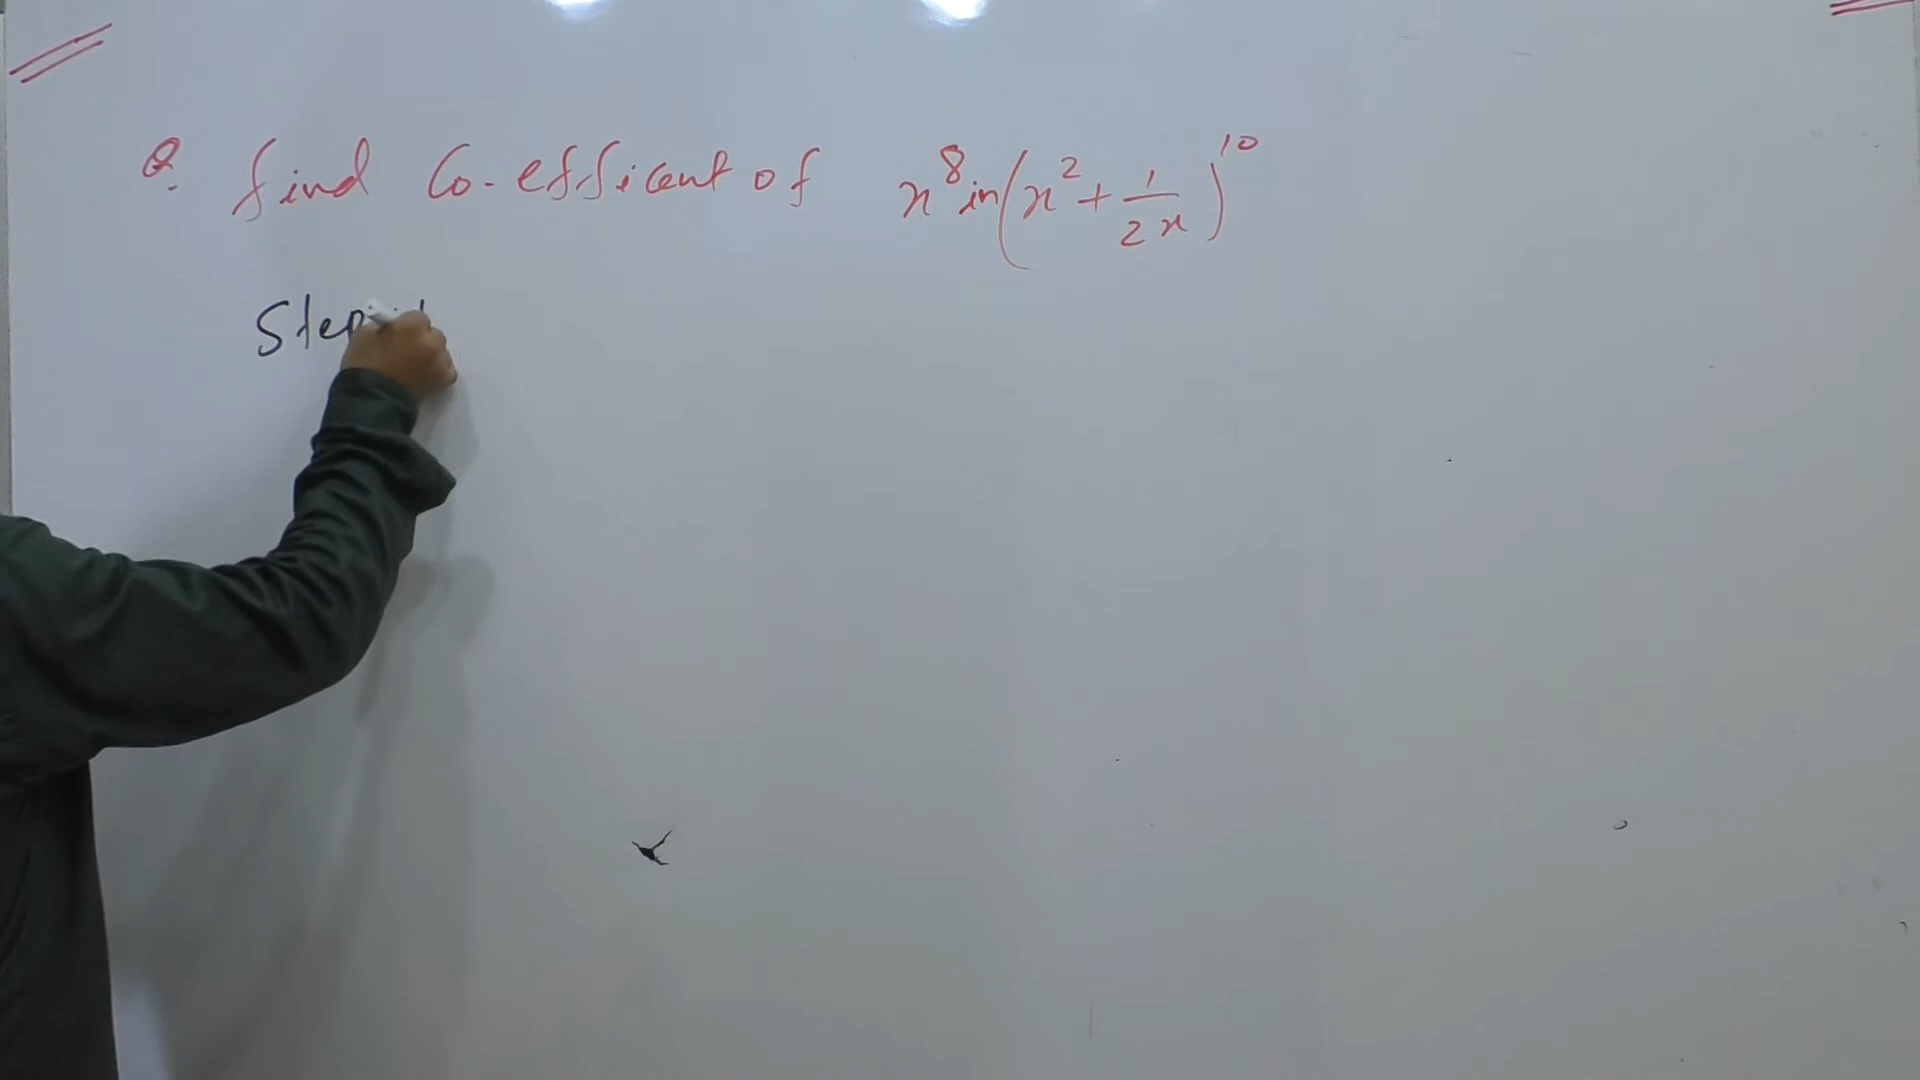 Q. find Co-efficent of x⁸ in (x² + 1/2x)¹⁰
Step